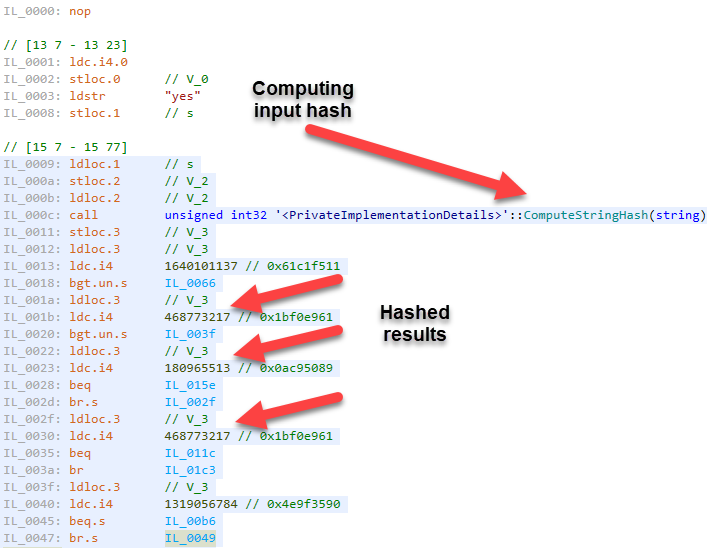 IL_0000: nop
// [13 7 - 13 23]
IL_0001: ldc.i4.0
IL_0002: stloc.0 // V_0
IL_0003: ldstr "yes"
IL_0008: stloc.1 // s
Computing
input hash
// [15 7 - 15 77]
IL_0009: ldloc.1 // s
IL_000a: stloc.2 // V_2
IL_000b: ldloc.2 // V_2
IL_000c: call unsigned int32 '<PrivateImplementationDetails>'::ComputeStringHash(string)
IL_0011: stloc.3 // V_3
IL_0012: ldloc.3 // V_3
IL_0013: ldc.i4 1640101137 // 0x61c1f511
IL_0018: bgt.un.s IL_0066
IL_001a: ldloc.3 // V_3
IL_001b: ldc.i4 468773217 // 0x1bf0e961
IL_0020: bgt.un.s IL_003f
Hashed
results
IL_0022: ldloc.3 // V_3
IL_0023: ldc.i4 180965513 // 0x0ac95089
IL_0028: beq IL_015e
IL_002d: br.s IL_002f
IL_002f: ldloc.3 // V_3
IL_0030: ldc.i4 468773217 // 0x1bf0e961
IL_0035: beq IL_011c
IL_003a: br IL_01c3
IL_003f: ldloc.3 // V_3
IL_0040: ldc.i4 1319056784 // 0x4e9f3590
IL_0045: beq.s IL_00b6
IL_0047: br.s IL_0049